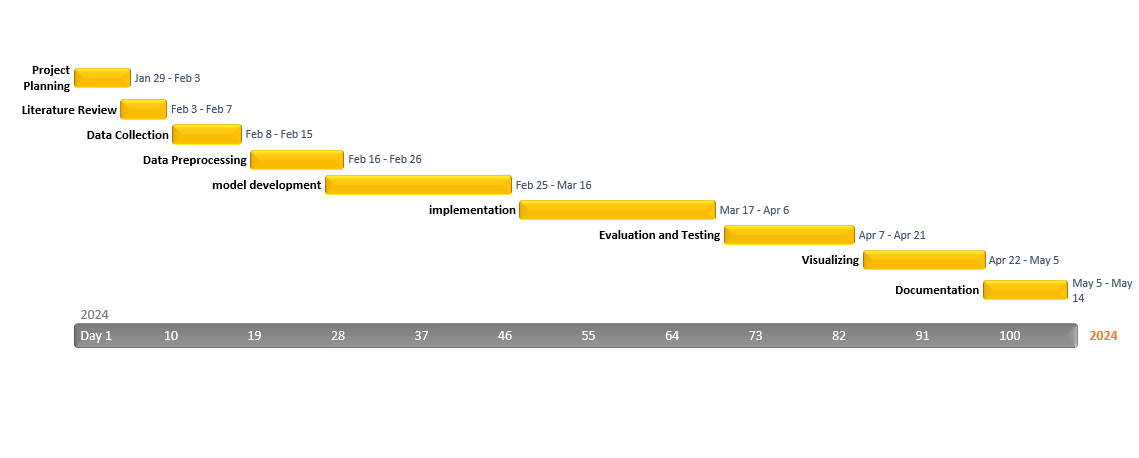 Project
Planning
Jan 29 - Feb 3
Literature Review
Feb 3 - Feb 7
Data Collection
Feb 8 - Feb 15
Data Preprocessing
Feb 16 - Feb 26
model development
Feb 25 - Mar 16
implementation
Mar 17 - Apr 6
Evaluation and Testing
Apr 7 - Apr 21
Visualizing
Apr 22 - May 5
Documentation
May 5 - May
14
2024
Day 1 10 19 28 37 46 55 64 73 82 91 100 2024